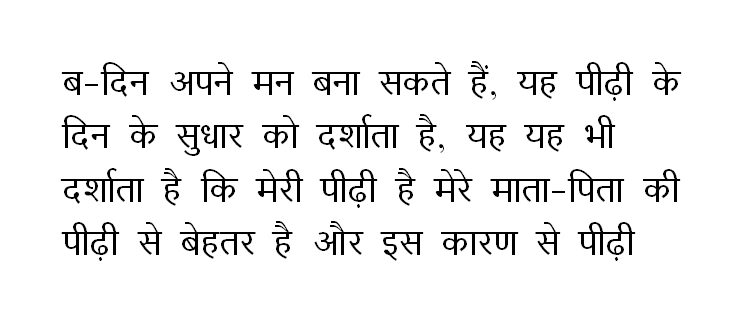 ब-दिन अपने मन बना सकते हैं, यह पीढ़ी के
दिन के सुधार को दर्शाता है, यह यह भी
दर्शाता है कि मेरी पीढ़ी है मेरे माता-पिता की
पीढ़ी से बेहतर है और इस कारण से पीढ़ी